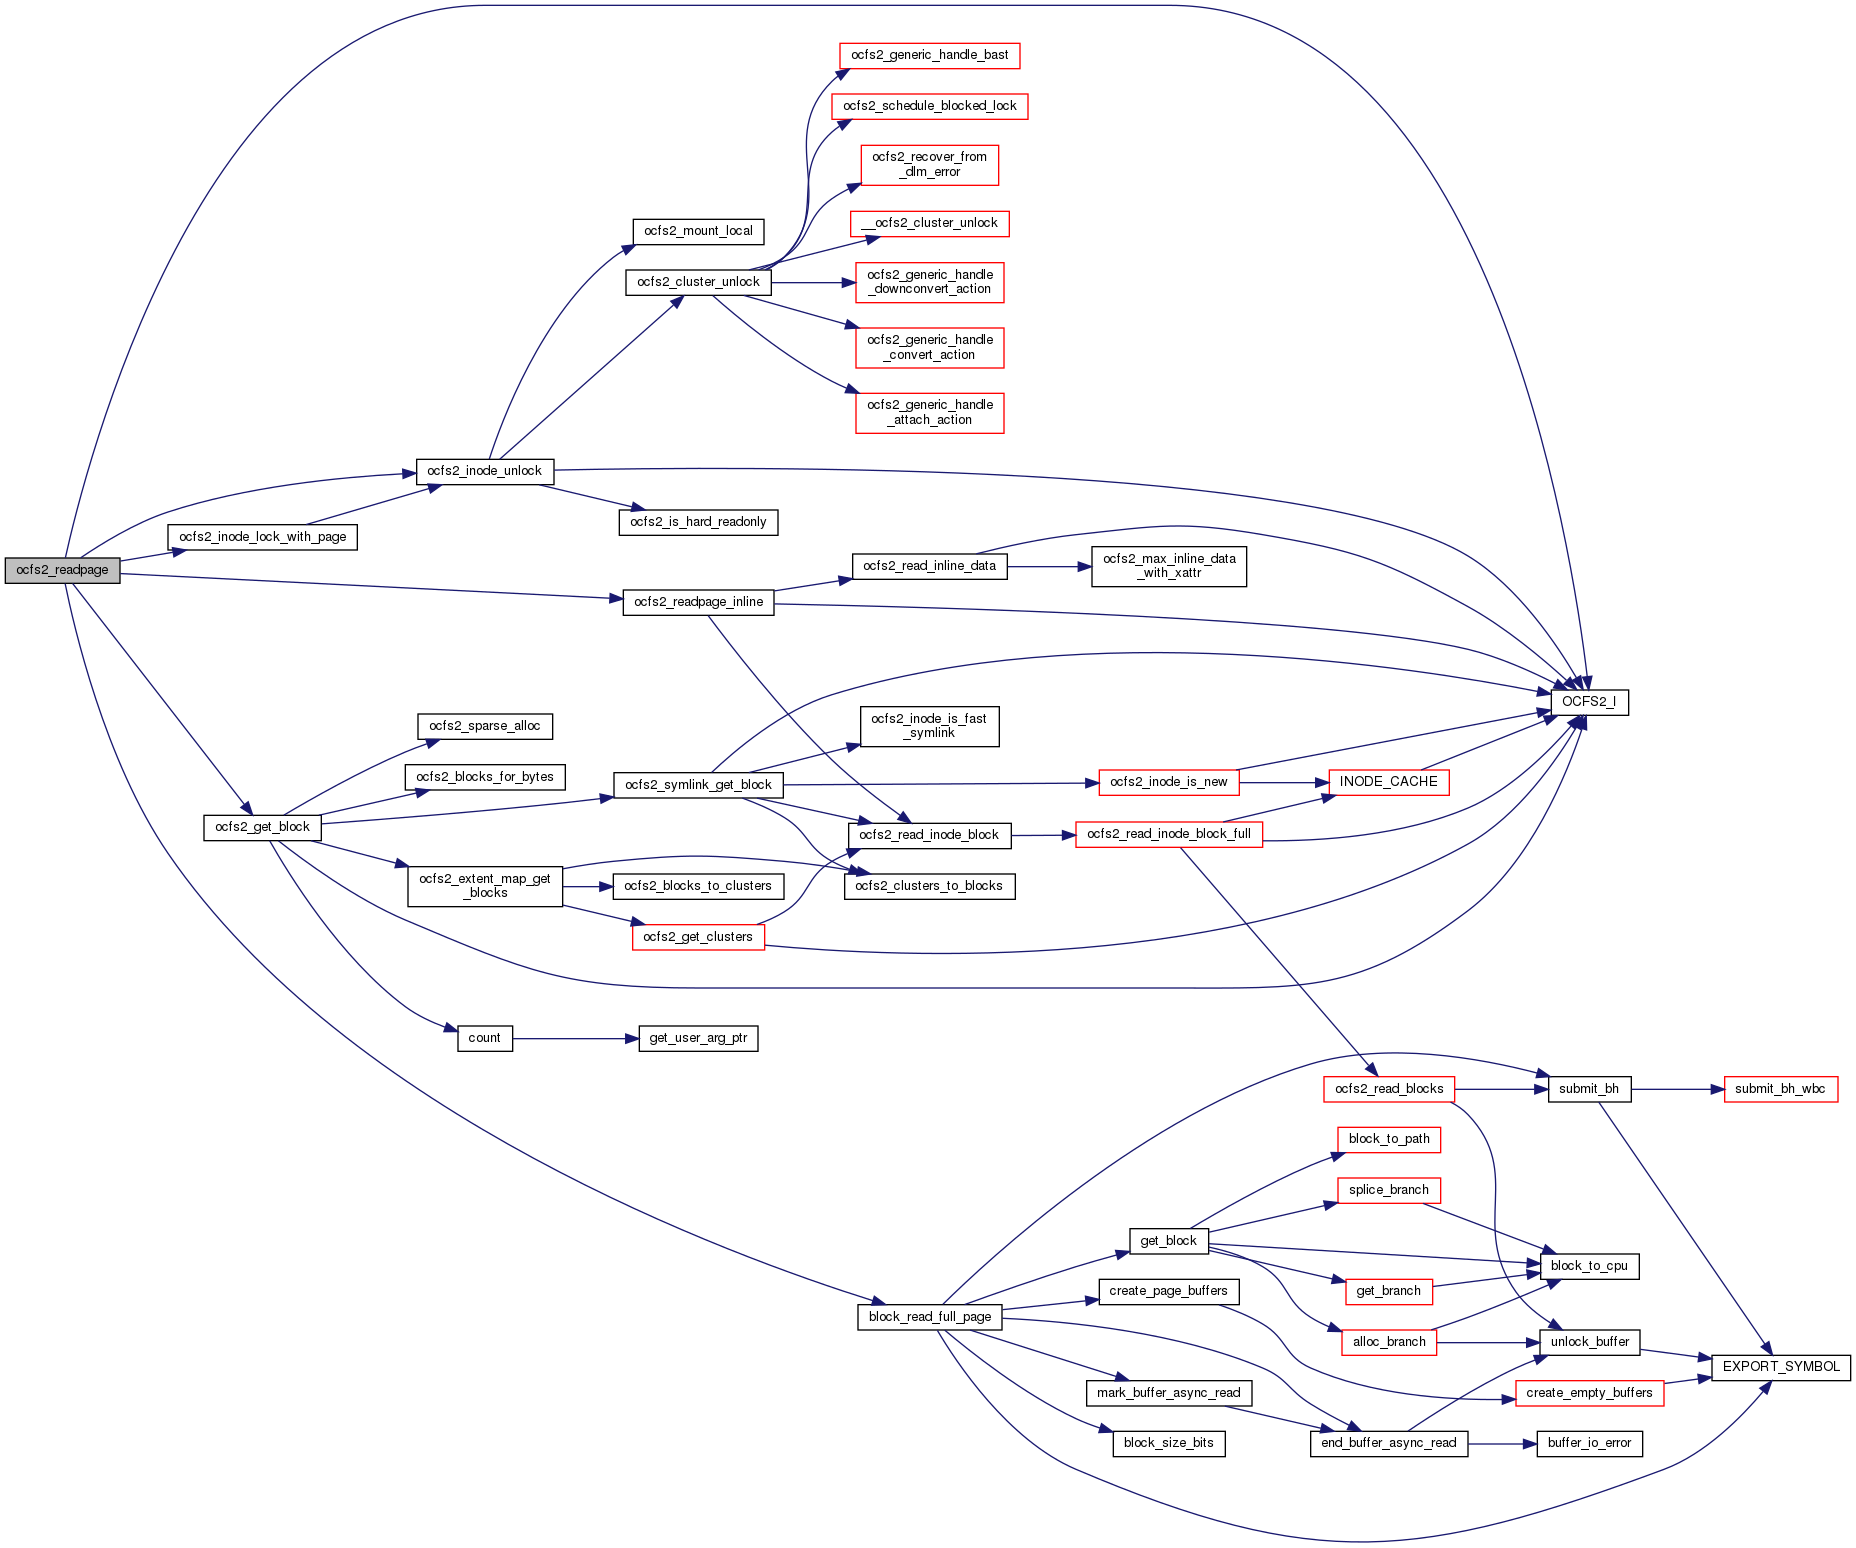 ocfs2_generic_handle_bast
ocfs2_schedule_blocked_lock
ocfs2_recover_from
_dlm_error
ocfs2_mount_local
__ocfs2_cluster_unlock
ocfs2_cluster_unlock
ocfs2_generic_handle
_downconvert_action
ocfs2_generic_handle
_convert_action
ocfs2_generic_handle
_attach_action
ocfs2_inode_unlock
ocfs2_is_hard_readonly
ocfs2_inode_lock_with_page
ocfs2_readpage
ocfs2_read_inline_data
ocfs2_max_inline_data
_with_xattr
ocfs2_readpage_inline
OCFS2_I
ocfs2_sparse_alloc
ocfs2_inode_is_fast
_symlink
ocfs2_blocks_for_bytes
ocfs2_symlink_get_block
ocfs2_inode_is_new
INODE_CACHE
ocfs2_get_block
ocfs2_read_inode_block
ocfs2_read_inode_block_full
ocfs2_extent_map_get
_blocks
ocfs2_blocks_to_clusters
ocfs2_clusters_to_blocks
ocfs2_get_clusters
count
get_user_arg_ptr
ocfs2_read_blocks
submit_bh
submit_bh_wbc
block_to_path
splice_branch
get_block
block_to_cpu
create_page_buffers
get_branch
block_read_full_page
alloc_branch
unlock_buffer
EXPORT_SYMBOL
mark_buffer_async_read
create_empty_buffers
block_size_bits
end_buffer_async_read
buffer_io_error